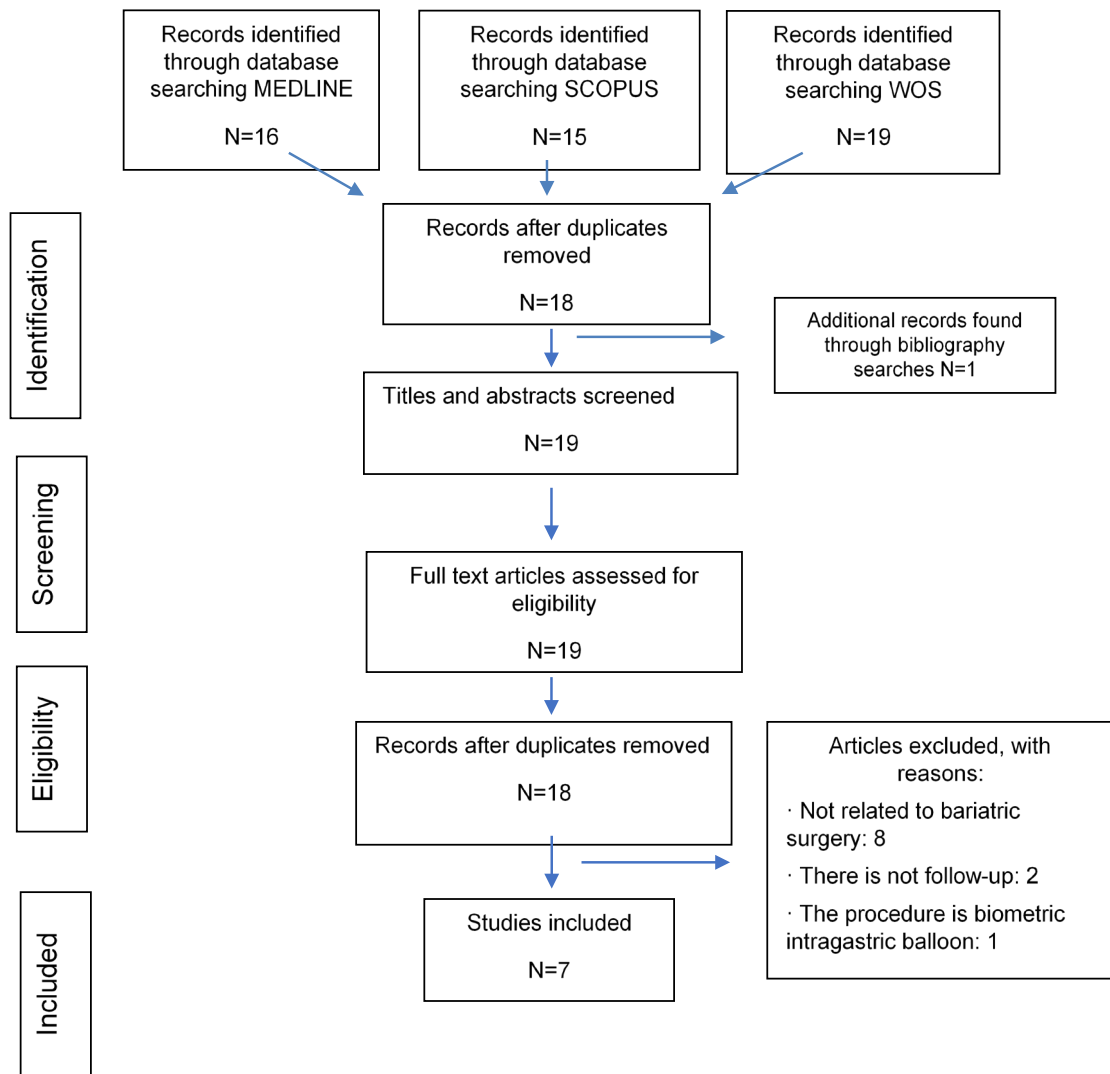 Records identified
through database
searching MEDLINE
N=16
Records identified
through database
searching SCOPUS
N=15
Records identified
through database
searching WOS
N=19
Identification
Records after duplicates
removed
N=18
Additional records found
through bibliography
searches N=1
Titles and abstracts screened
N=19
Screening
Full text articles assessed for
eligibility
N=19
Eligibility
Records after duplicates removed
N=18
Articles excluded, with
reasons:
· Not related to bariatric
surgery: 8
· There is not follow-up: 2
· The procedure is biometric
intragastric balloon: 1
Included
Studies included
N=7